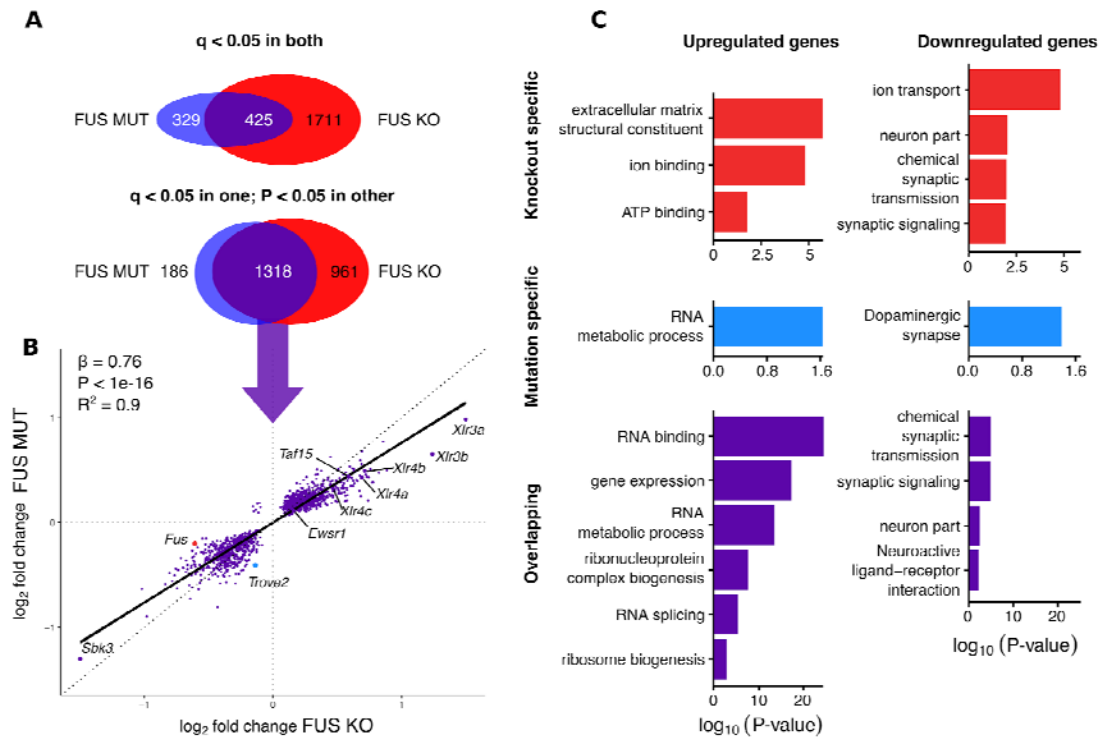 A
q < 0.05 in both
FUS MUT
329
425
1711
FUS KO
q < 0.05 in one; P < 0.05 in other
FUS MUT
186
1318
961
FUS KO
B
β = 0.76
P < 1e-16
R² = 0.9
log₂ fold change FUS MUT
1
0
−1
Xlr3a
Xlr3b
Taf15
Xlr4b
Xlr4a
Xlr4c
Ewsr1
Fus
Trove2
Sbk3
−1
0
1
log₂ fold change FUS KO
C
Upregulated genes
Downregulated genes
Knockout specific
extracellular matrix
structural constituent
ion binding
ATP binding
0
2.5
5
ion transport
neuron part
chemical
synaptic
transmission
synaptic signaling
0
2.5
5
Mutation specific
RNA
metabolic process
0.0
0.8
1.6
Dopaminergic
synapse
0
0.8
1.6
Overlapping
RNA binding
gene expression
RNA
metabolic process
ribonucleoprotein
complex biogenesis
RNA splicing
ribosome biogenesis
0
10
20
log₁₀ (P-value)
chemical
synaptic
transmission
synaptic signaling
neuron part
Neuroactive
ligand−receptor
interaction
0
10
20
log₁₀ (P-value)